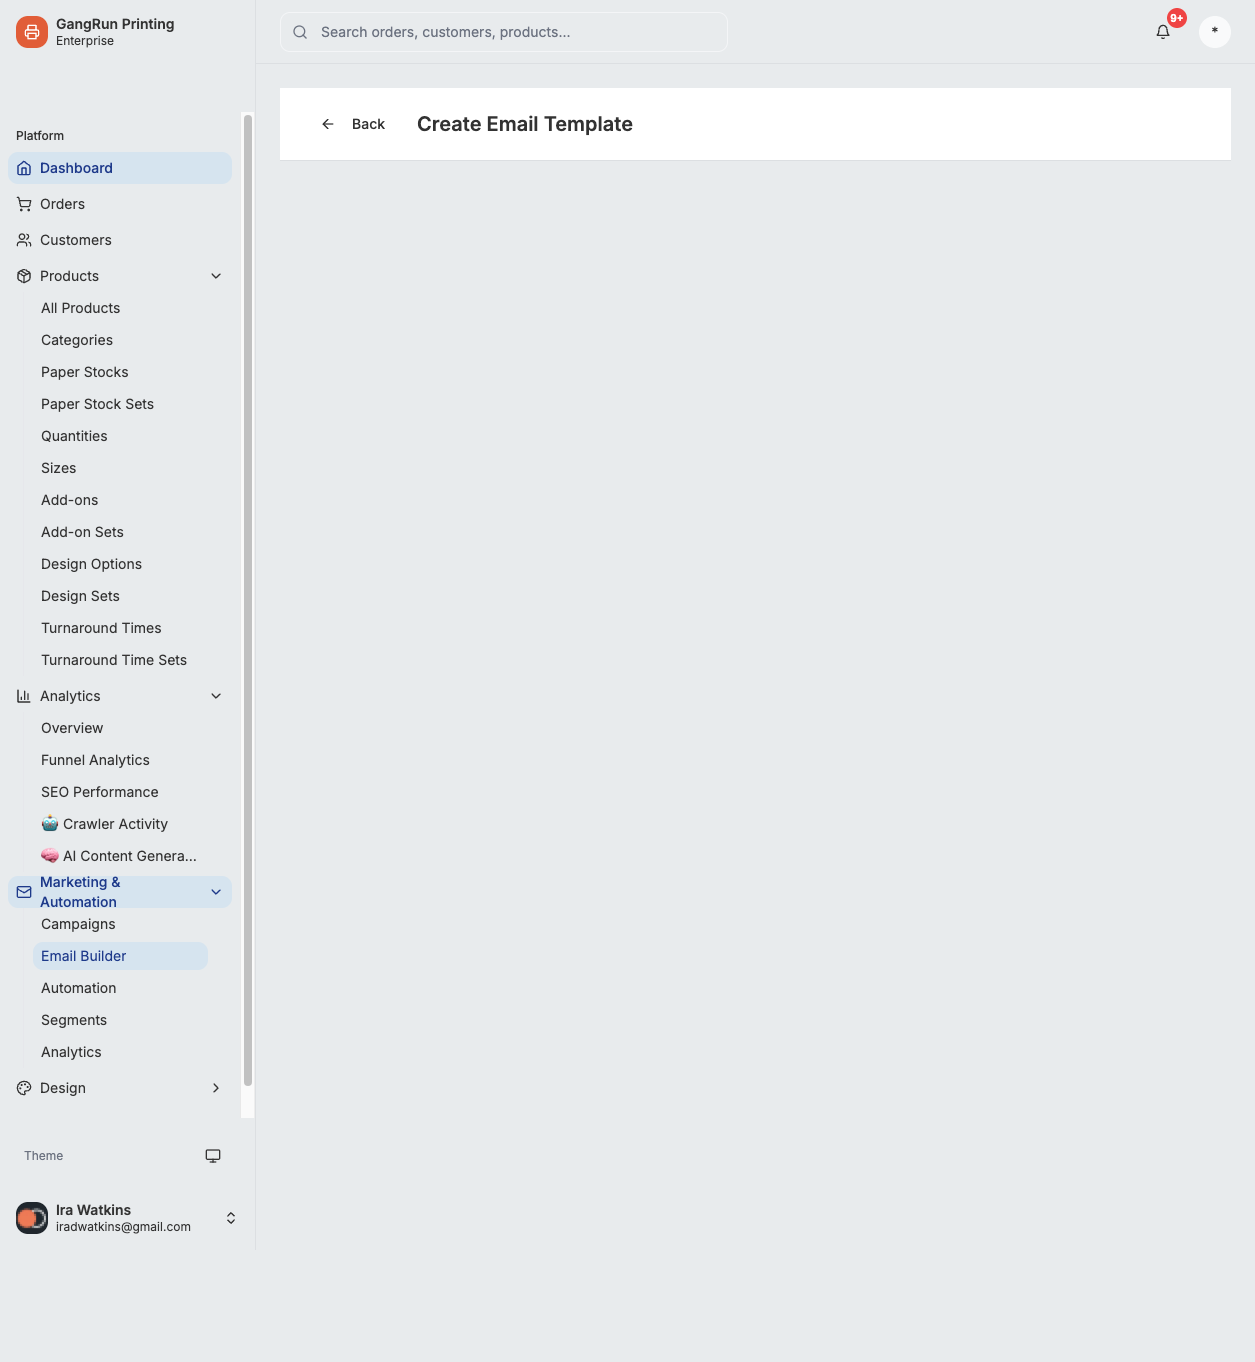 GangRun Printing
Enterprise
Search orders, customers, products...
9+
*
Back
Create Email Template
Platform
Dashboard
Orders
Customers
Products
All Products
Categories
Paper Stocks
Paper Stock Sets
Quantities
Sizes
Add-ons
Add-on Sets
Design Options
Design Sets
Turnaround Times
Turnaround Time Sets
Analytics
Overview
Funnel Analytics
SEO Performance
🤖 Crawler Activity
🧠 AI Content Genera...
Marketing &
Automation
Campaigns
Email Builder
Automation
Segments
Analytics
Design
Theme
Ira Watkins
iradwatkins@gmail.com